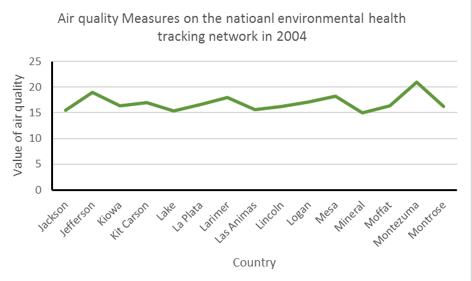 Air quality Measures on the natioanl environmental health
tracking network in 2004
25
20
15
10
5
0
Value of air quality
Jackson
Jefferson
Kiowa
Kit Carson
Lake
La Plata
Larimer
Las Animas
Lincoln
Logan
Mesa
Mineral
Moffat
Montezuma
Montrose
Country